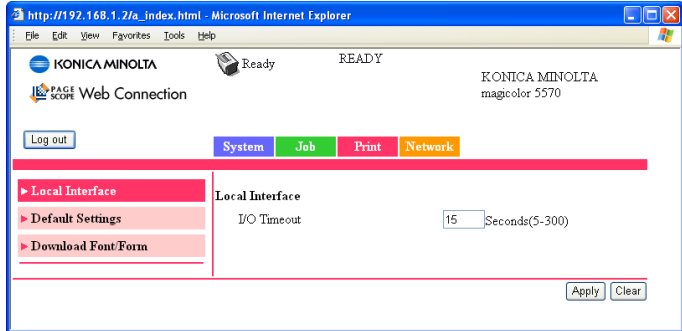 http://192.168.1.2/a_index.html - Microsoft Internet Explorer
File Edit View Favorites Tools Help
KONICA MINOLTA
Ready
READY
KONICA MINOLTA
magicolor 5570
PAGE SCOPE Web Connection
Log out
System Job Print Network
Local Interface
Default Settings
Download Font/Form
Local Interface
I/O Timeout 15 Seconds(5-300)
Apply Clear